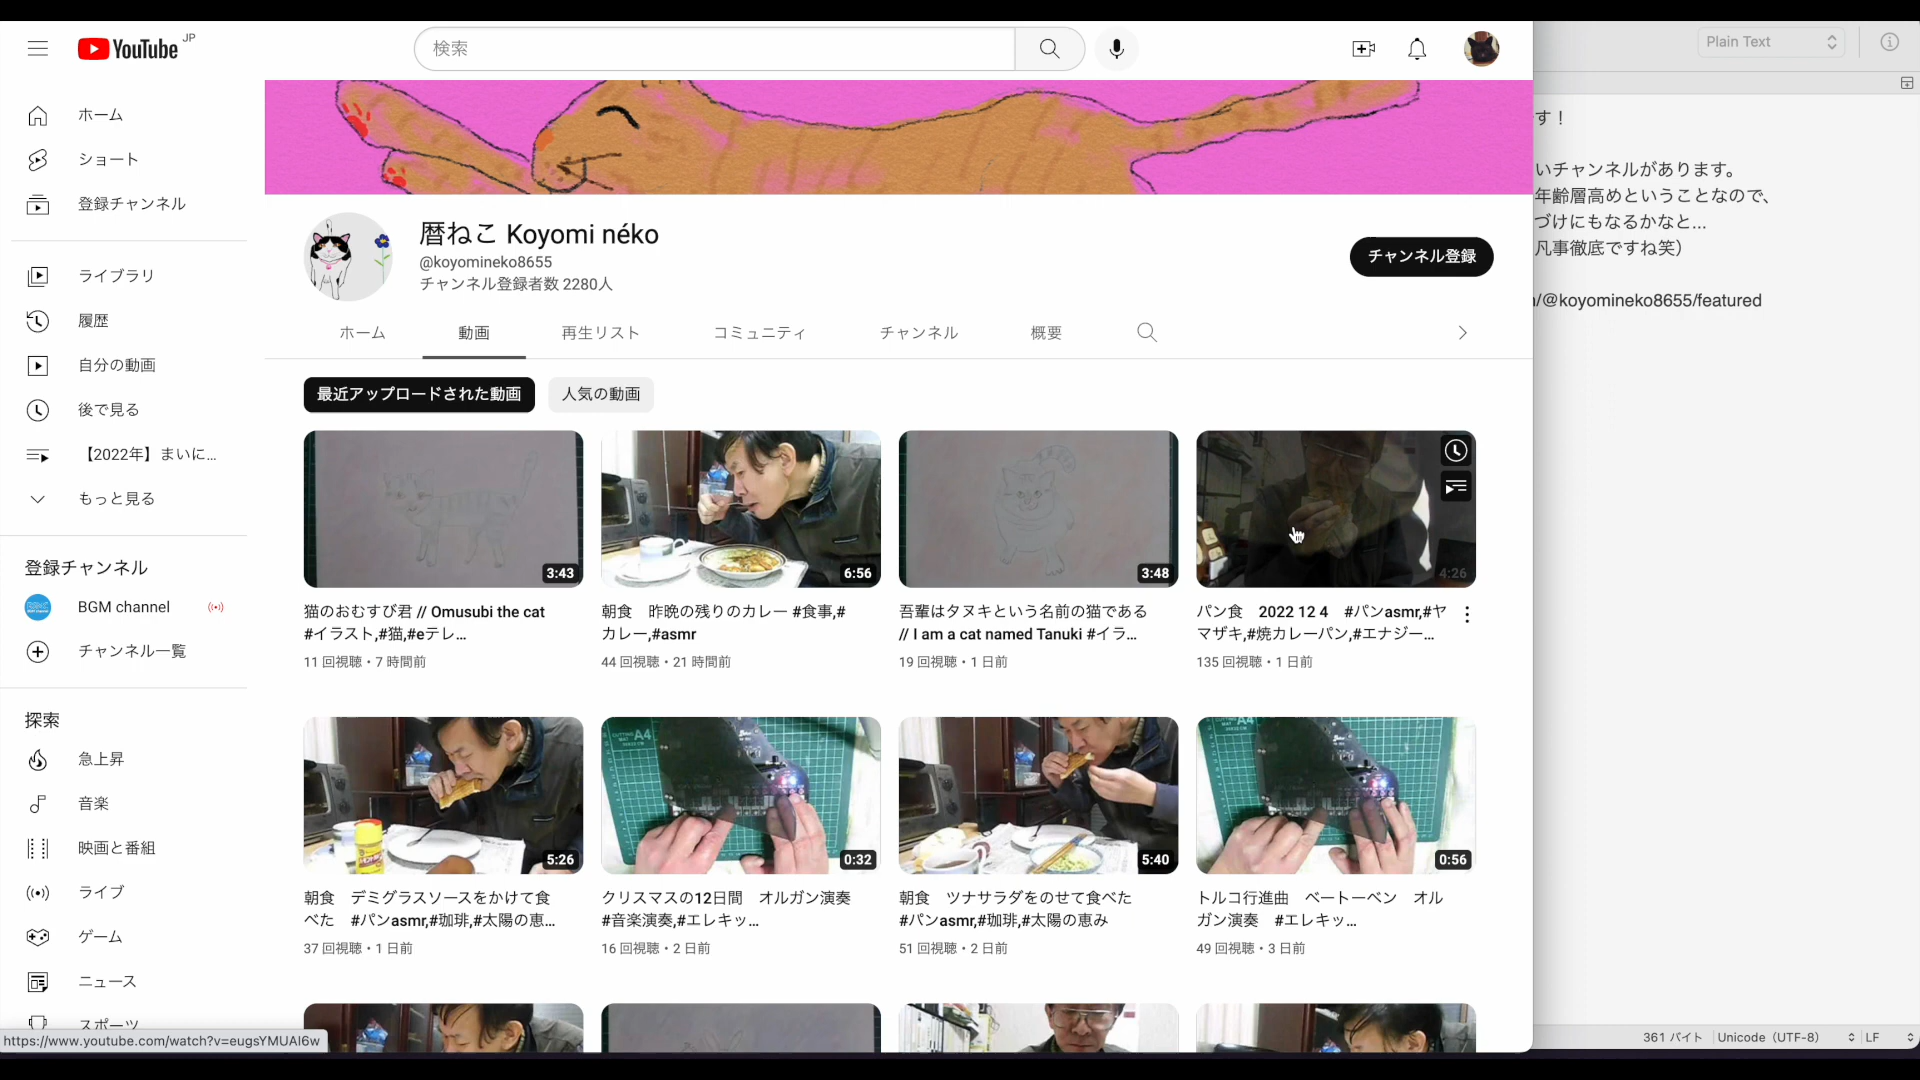 YouTube JP
検索
Plain Text
ホーム
ショート
登録チャンネル
ライブラリ
履歴
自分の動画
後で見る
【2022年】まいに...
もっと見る
登録チャンネル
BGM channel
チャンネル一覧
探索
急上昇
音楽
映画と番組
ライブ
ゲーム
ニュース
スポーツ
https://www.youtube.com/watch?v=eugsYMUAI6w
暦ねこ Koyomi néko
@koyomineko8655
チャンネル登録者数 2280人
チャンネル登録
ホーム 動画 再生リスト コミュニティ チャンネル 概要
最近アップロードされた動画 人気の動画
3:43
猫のおむすび君 // Omusubi the cat
#イラスト,#猫,#eテレ...
11 回視聴・7 時間前
6:56
朝食　昨晩の残りのカレー #食事,#
カレー,#asmr
44 回視聴・21 時間前
3:48
吾輩はタヌキという名前の猫である
// I am a cat named Tanuki #イラ...
19 回視聴・1 日前
4:26
パン食　2022 12 4　#パンasmr,#ヤ
マザキ,#焼カレーパン,#エナジー...
135 回視聴・1 日前
5:26
朝食　デミグラスソースをかけて食
べた　#パンasmr,#珈琲,#太陽の恵...
37 回視聴・1 日前
A4
0:32
クリスマスの12日間　オルガン演奏
#音楽演奏,#エレキッ...
16 回視聴・2 日前
5:40
朝食　ツナサラダをのせて食べた
#パンasmr,#珈琲,#太陽の恵み
51 回視聴・2 日前
A4
0:56
トルコ行進曲　ベートーベン　オル
ガン演奏　#エレキッ...
49 回視聴・3 日前
す！
いチャンネルがあります。
年齢層高めということなので、
づけにもなるかなと...
凡事徹底ですね笑）
/@koyomineko8655/featured
361 バイト Unicode（UTF-8） LF